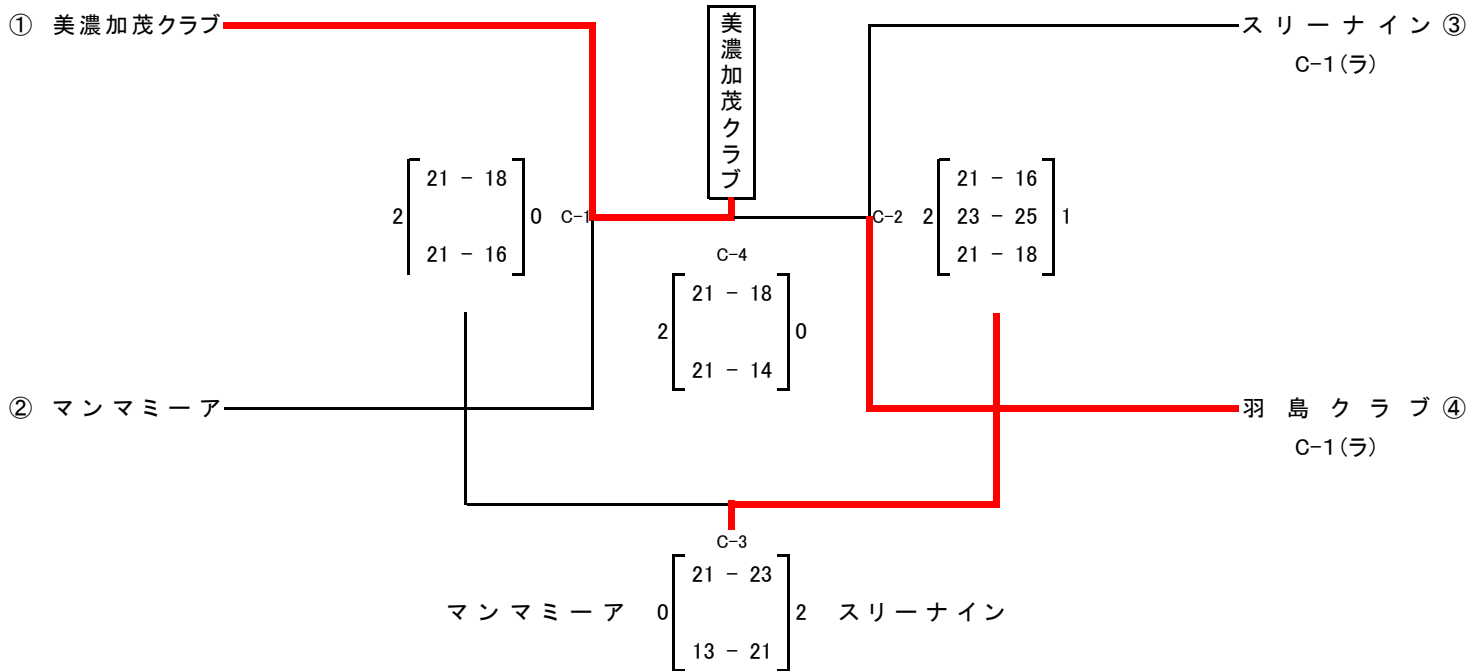 ① 美濃加茂クラブ
美濃加茂クラブ
スリーナイン ③
C-1(ラ)
21 - 18
2 0 C-1
21 - 16
21 - 16
C-2 2 23 - 25 1
21 - 18
C-4
21 - 18
2 0
21 - 14
② マンマミーア
羽島クラブ ④
C-1(ラ)
C-3
21 - 23
マンマミーア 0 2 スリーナイン
13 - 21